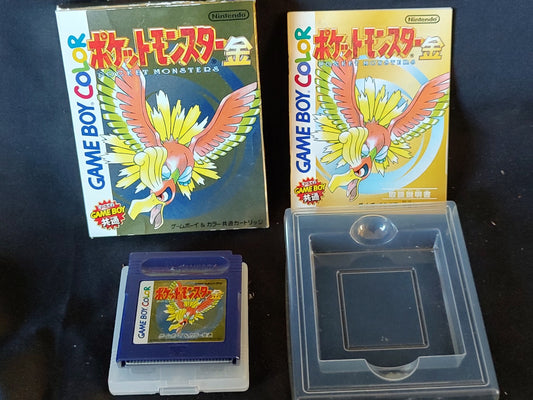 Nintendo
GAME BOY COLOR
ポケットモンスター金
POCKET MONSTERS
GAME BOY
共通
ゲームボーイ&カラー共通カートリッジ
Nintendo
GAME BOY COLOR
ポケットモンスター金
POCKET MONSTERS
GAME BOY
共通
取扱説明書
GAME BOY COLOR
ポケットモンスター金